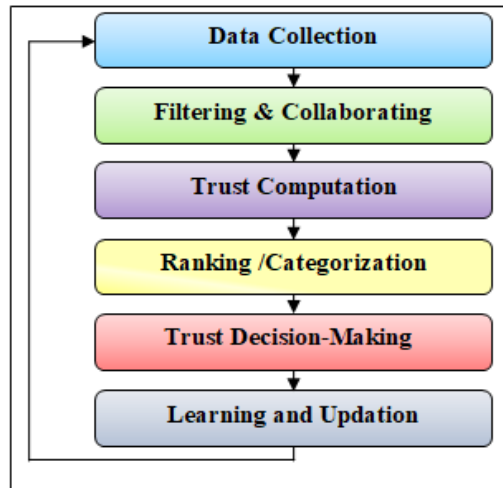 Data Collection
Filtering & Collaborating
Trust Computation
Ranking /Categorization
Trust Decision-Making
Learning and Updation